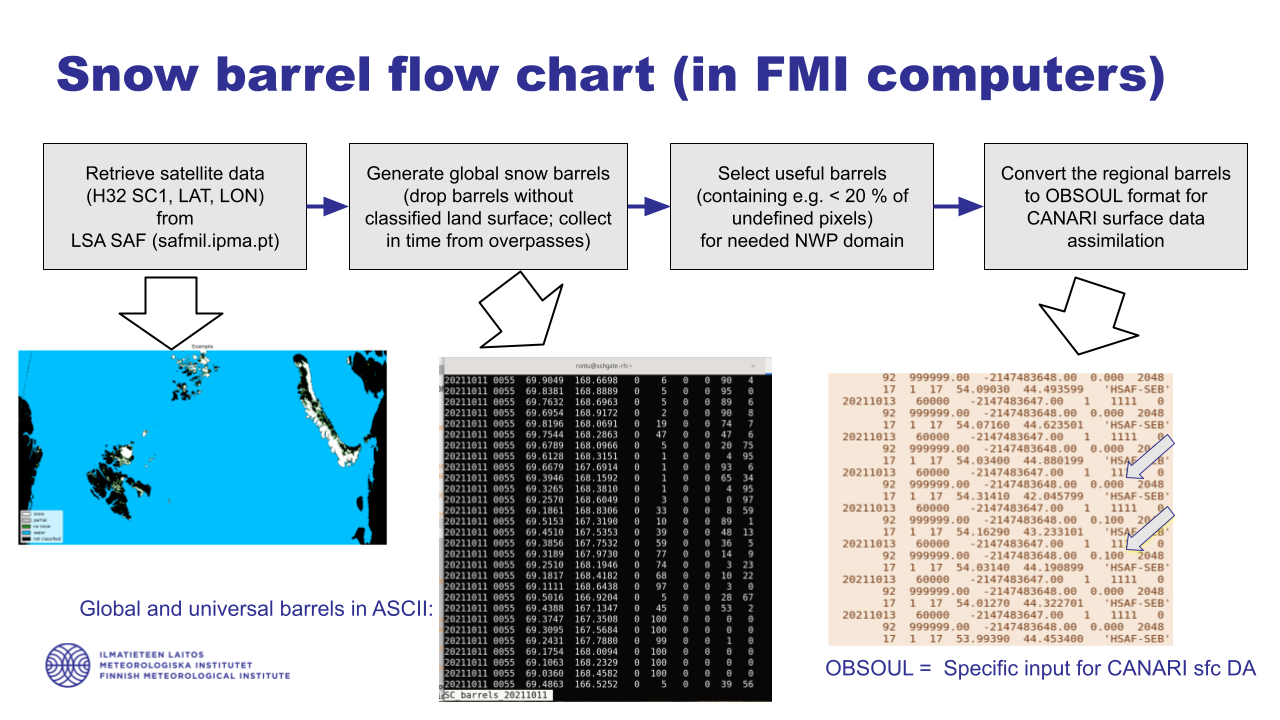 Snow barrel flow chart (in FMI computers)
Retrieve satellite data
(H32 SC1, LAT, LON)
from
LSA SAF (safmil.ipma.pt)
Generate global snow barrels
(drop barrels without
classified land surface; collect
in time from overpasses)
Select useful barrels
(containing e.g. < 20 % of
undefined pixels)
for needed NWP domain
Convert the regional barrels
to OBSOUL format for
CANARI surface data
assimilation
Example
snow
partial
no snow
water
not classified
Global and universal barrels in ASCII:
ILMATIETEEN LAITOS
METEOROLOGISKA INSTITUTET
FINNISH METEOROLOGICAL INSTITUTE
rontu@sshgate-rfc:~
20211011 0055 69.9049 168.6698 0 6 0 0 90 4
20211011 0055 69.8381 168.8889 0 5 0 0 95 0
20211011 0055 69.7632 168.6963 0 5 0 0 89 6
20211011 0055 69.6954 168.9172 0 2 0 0 90 8
20211011 0055 69.8196 168.0691 0 19 0 0 74 7
20211011 0055 69.7544 168.2863 0 47 0 0 47 6
20211011 0055 69.6789 168.0966 0 5 0 0 20 75
20211011 0055 69.6128 168.3151 0 1 0 0 4 95
20211011 0055 69.6679 167.6914 0 1 0 0 93 6
20211011 0055 69.3946 168.1592 0 1 0 0 65 34
20211011 0055 69.3265 168.3810 0 1 0 0 4 95
20211011 0055 69.2570 168.6049 0 3 0 0 0 97
20211011 0055 69.1861 168.8306 0 33 0 0 8 59
20211011 0055 69.5153 167.3190 0 10 0 0 89 1
20211011 0055 69.4510 167.5353 0 39 0 0 48 13
20211011 0055 69.3856 167.7532 0 59 0 0 36 5
20211011 0055 69.3189 167.9730 0 77 0 0 14 9
20211011 0055 69.2510 168.1946 0 74 0 0 3 23
20211011 0055 69.1817 168.4182 0 68 0 0 10 22
20211011 0055 69.1111 168.6438 0 97 0 0 3 0
20211011 0055 69.5016 166.9204 0 5 0 0 28 67
20211011 0055 69.4388 167.1347 0 45 0 0 53 2
20211011 0055 69.3747 167.3508 0 100 0 0 0 0
20211011 0055 69.3095 167.5684 0 100 0 0 0 0
20211011 0055 69.2431 167.7880 0 99 0 0 1 0
20211011 0055 69.1754 168.0094 0 100 0 0 0 0
20211011 0055 69.1063 168.2329 0 100 0 0 0 0
20211011 0055 69.0360 168.4582 0 100 0 0 0 0
20211011 0055 69.4863 166.5252 0 5 0 0 39 56
SC_barrels_20211011
92 999999.00 -2147483648.00 0.000 2048
17 1 17 54.09030 44.493599 'HSAF-SEB'
20211013 60000 -2147483647.00 1 1111 0
92 999999.00 -2147483648.00 0.000 2048
17 1 17 54.07160 44.623501 'HSAF-SEB'
20211013 60000 -2147483647.00 1 1111 0
92 999999.00 -2147483648.00 0.000
17 1 17 54.03400 44.880199
20211013 60000 -2147483647.00 1
92 999999.00 -2147483648.00 0.000 2048
17 1 17 54.31410 42.045799 'HSAF-SEB'
20211013 60000 -2147483647.00 1 1111 0
92 999999.00 -2147483648.00 0.100
17 1 17 54.16290 43.233101
20211013 60000 -2147483647.00 1
92 999999.00 -2147483648.00 0.100 2048
17 1 17 54.03140 44.190899 'HSAF-SEB'
20211013 60000 -2147483647.00 1 1111 0
92 999999.00 -2147483648.00 0.000 2048
17 1 17 54.01270 44.322701 'HSAF-SEB'
20211013 60000 -2147483647.00 1 1111 0
92 999999.00 -2147483648.00 0.000 2048
17 1 17 53.99390 44.453400 'HSAF-SEB'
OBSOUL = Specific input for CANARI sfc DA